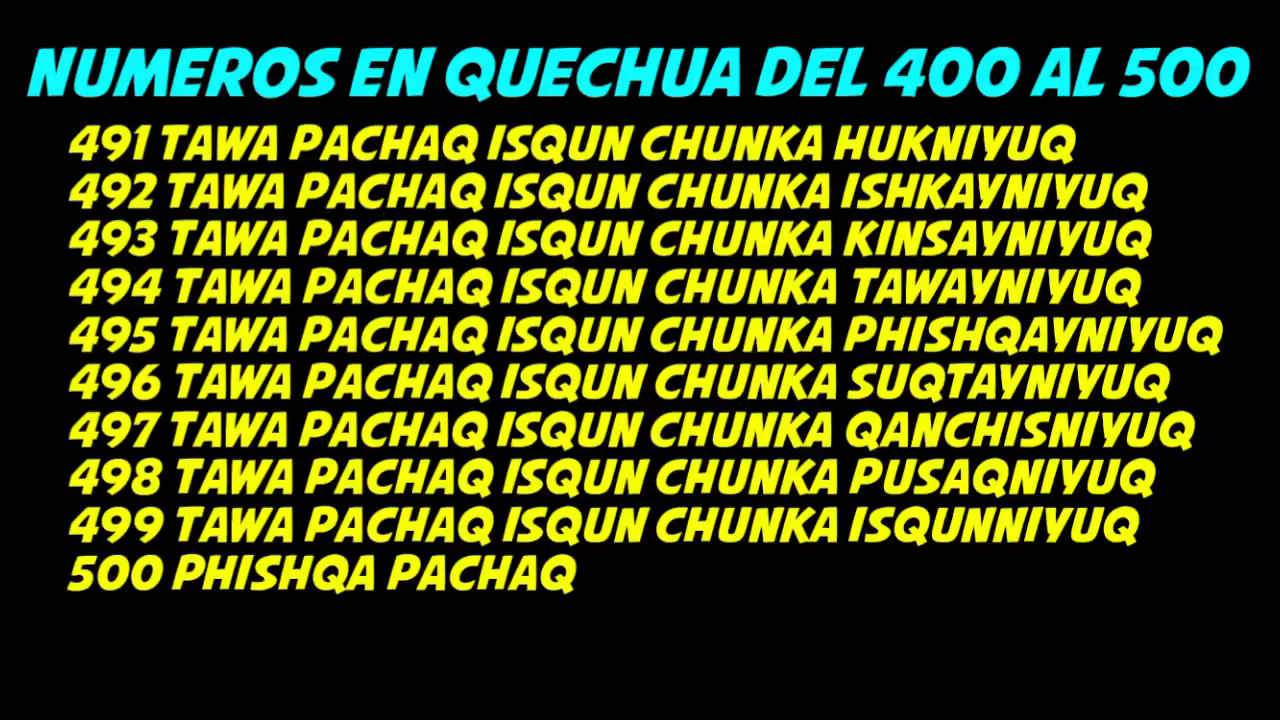 NUMEROS EN QUECHUA DEL 400 AL 500
491 TAWA PACHAQ ISQUN CHUNKA HUKNIYUQ
492 TAWA PACHAQ ISQUN CHUNKA ISHKAYNIYUQ
493 TAWA PACHAQ ISQUN CHUNKA KINSAYNIYUQ
494 TAWA PACHAQ ISQUN CHUNKA TAWAYNIYUQ
495 TAWA PACHAQ ISQUN CHUNKA PHISHQAYNIYUQ
496 TAWA PACHAQ ISQUN CHUNKA SUQTAYNIYUQ
497 TAWA PACHAQ ISQUN CHUNKA QANCHISNIYUQ
498 TAWA PACHAQ ISQUN CHUNKA PUSAQNIYUQ
499 TAWA PACHAQ ISQUN CHUNKA ISQUNNIYUQ
500 PHISHQA PACHAQ